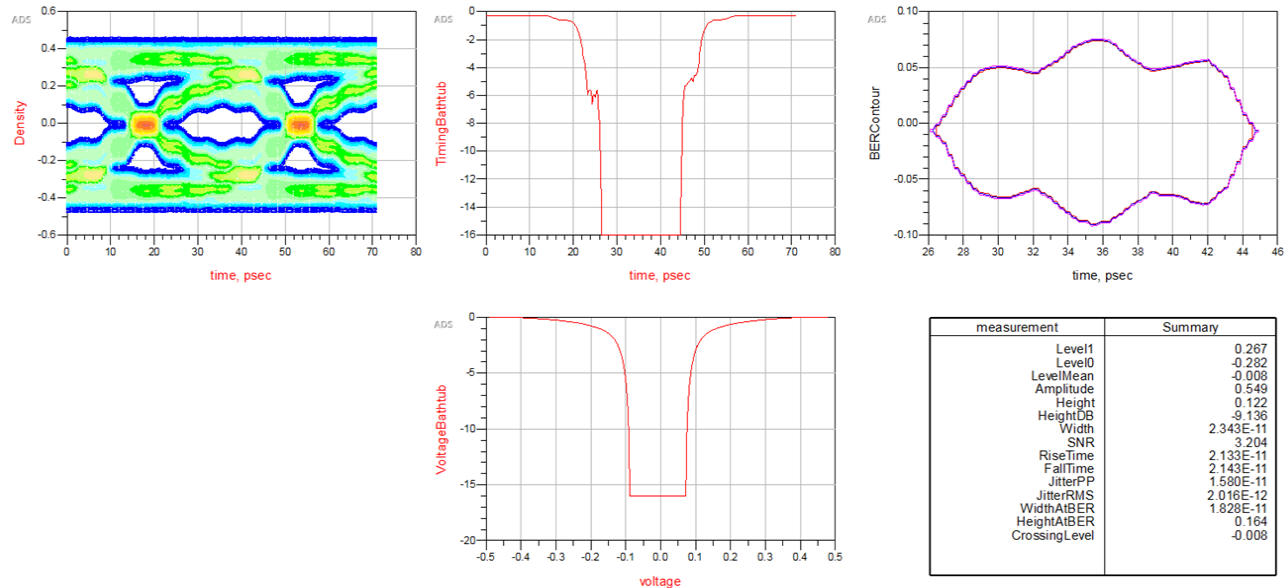 ADS
0.6
0.4
0.2
0.0
-0.2
-0.4
-0.6
Density
0 10 20 30 40 50 60 70 80
time, psec
ADS
0
-2
-4
-6
-8
-10
-12
-14
-16
TimingBathtub
0 10 20 30 40 50 60 70 80
time, psec
ADS
0.10
0.05
0.00
-0.05
-0.10
BERContour
26 28 30 32 34 36 38 40 42 44 46
time, psec
ADS
0
-5
-10
-15
-20
VoltageBathtub
-0.5 -0.4 -0.3 -0.2 -0.1 0.0 0.1 0.2 0.3 0.4 0.5
voltage
measurement Summary
Level1 0.267
Level0 -0.282
LevelMean -0.008
Amplitude 0.549
Height 0.122
HeightDB -9.136
Width 2.343E-11
SNR 3.204
RiseTime 2.133E-11
FallTime 2.143E-11
JitterPP 1.580E-11
JitterRMS 2.016E-12
WidthAtBER 1.828E-11
HeightAtBER 0.164
CrossingLevel -0.008